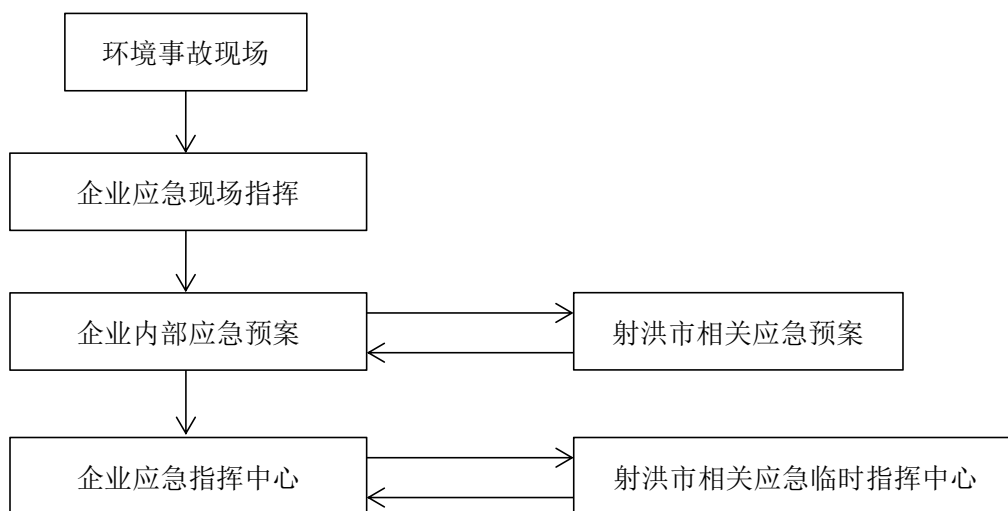 环境事故现场
企业应急现场指挥
企业内部应急预案
射洪市相关应急预案
企业应急指挥中心
射洪市相关应急临时指挥中心